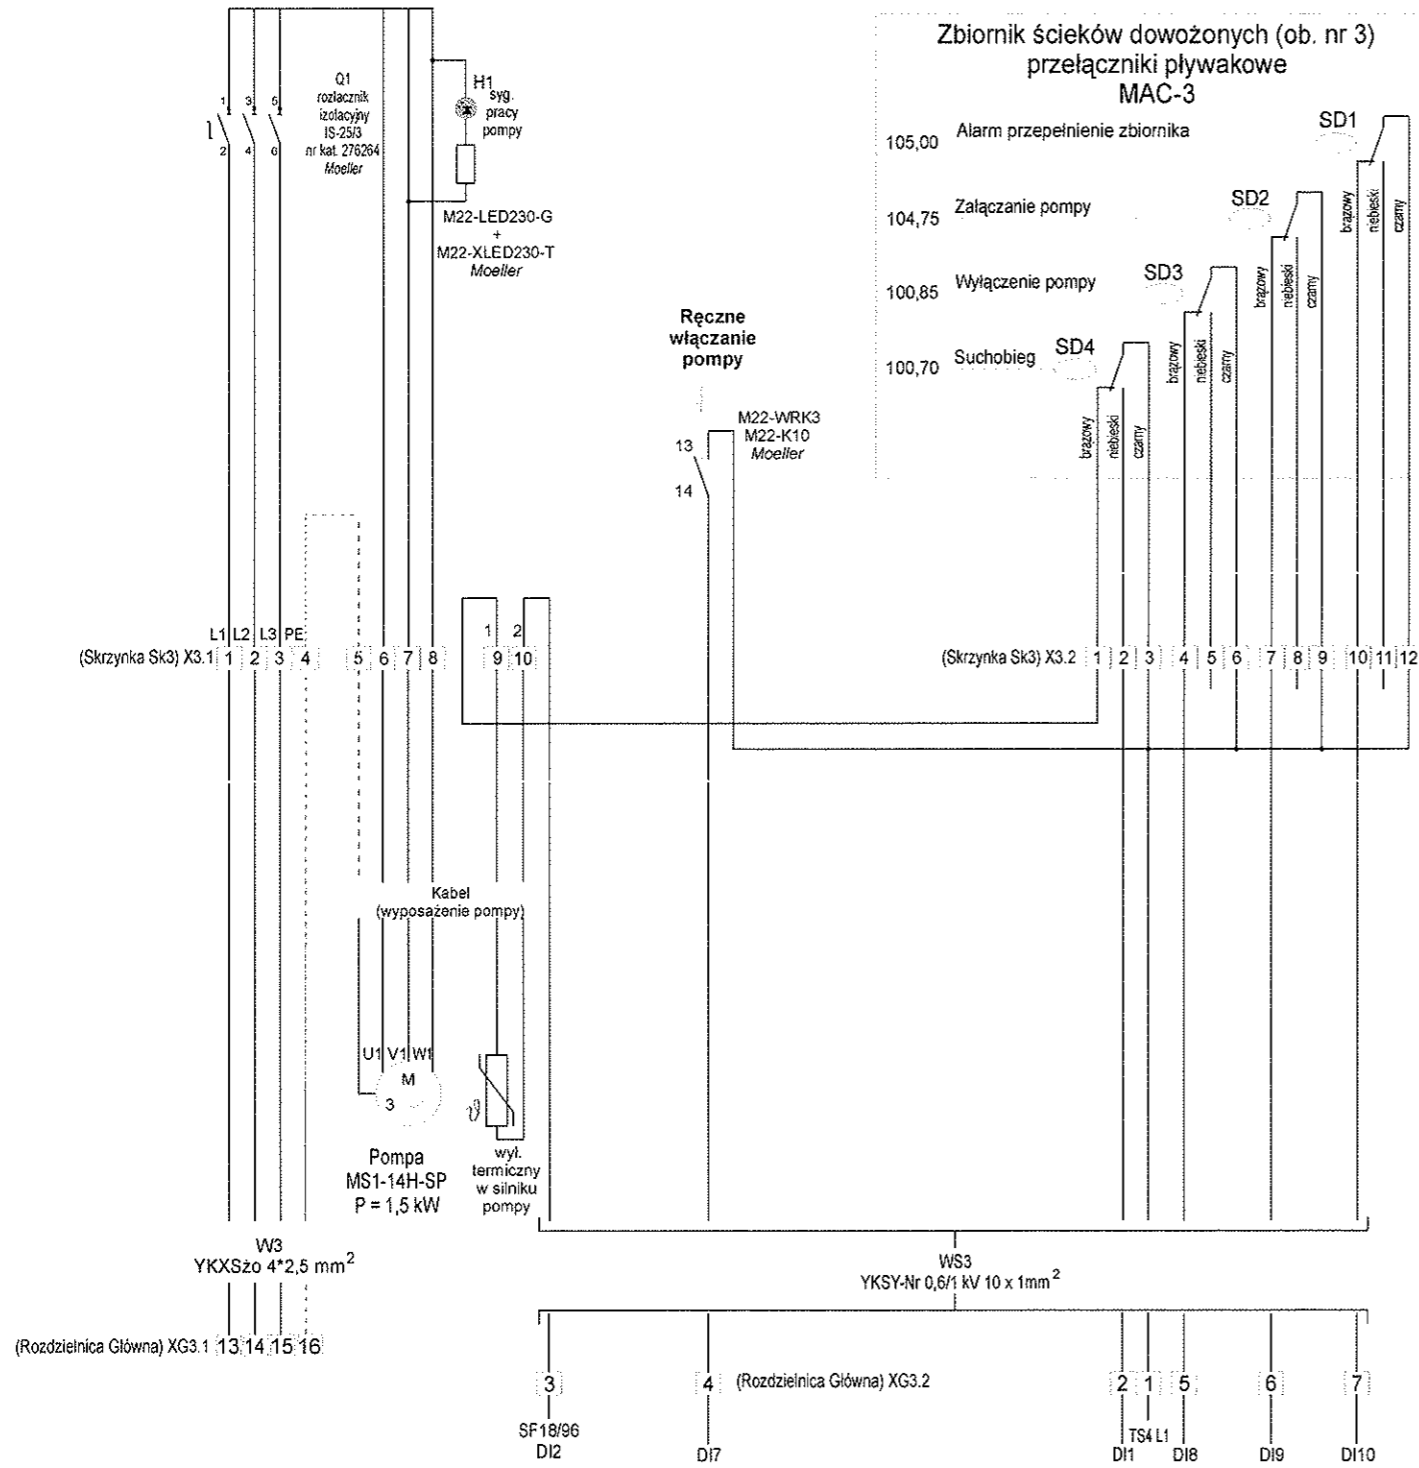 Zbiornik ścieków dowożonych (ob. nr 3)
przełączniki pływakowe
MAC-3
105,00 Alarm przepełnienie zbiornika SD1
104,75 Załączanie pompy SD2
100,85 Wyłączenie pompy SD3
100,70 Suchobieg SD4
brązowy niebieski czarny
brązowy niebieski czarny
brązowy niebieski czarny
brązowy niebieski czarny
Q1
rozłacznik
izolacyjny
IS-25/3
nr kat. 276264
Moeller
1 3 5
2 4 6
H1
syg.
pracy
pompy
M22-LED230-G
+
M22-XLED230-T
Moeller
Ręczne
włączanie
pompy
13
14
M22-WRK3
M22-K10
Moeller
L1 L2 L3 PE
1 2
(Skrzynka Sk3) X3.1 1 2 3 4 5 6 7 8 9 10
(Skrzynka Sk3) X3.2 1 2 3 4 5 6 7 8 9 10 11 12
Kabel
(wyposażenie pompy)
U1 V1 W1
M
3
Pompa
MS1-14H-SP
P = 1,5 kW
ϑ
wył.
termiczny
w silniku
pompy
W3
YKXSżo 4*2,5 mm²
WS3
YKSY-Nr 0,6/1 kV 10 x 1mm²
(Rozdzielnica Główna) XG3.1 13 14 15 16
3 4 (Rozdzielnica Główna) XG3.2 2 1 5 6 7
SF18/96
DI2
DI7
DI1
TS4 L1
DI8
DI9
DI10